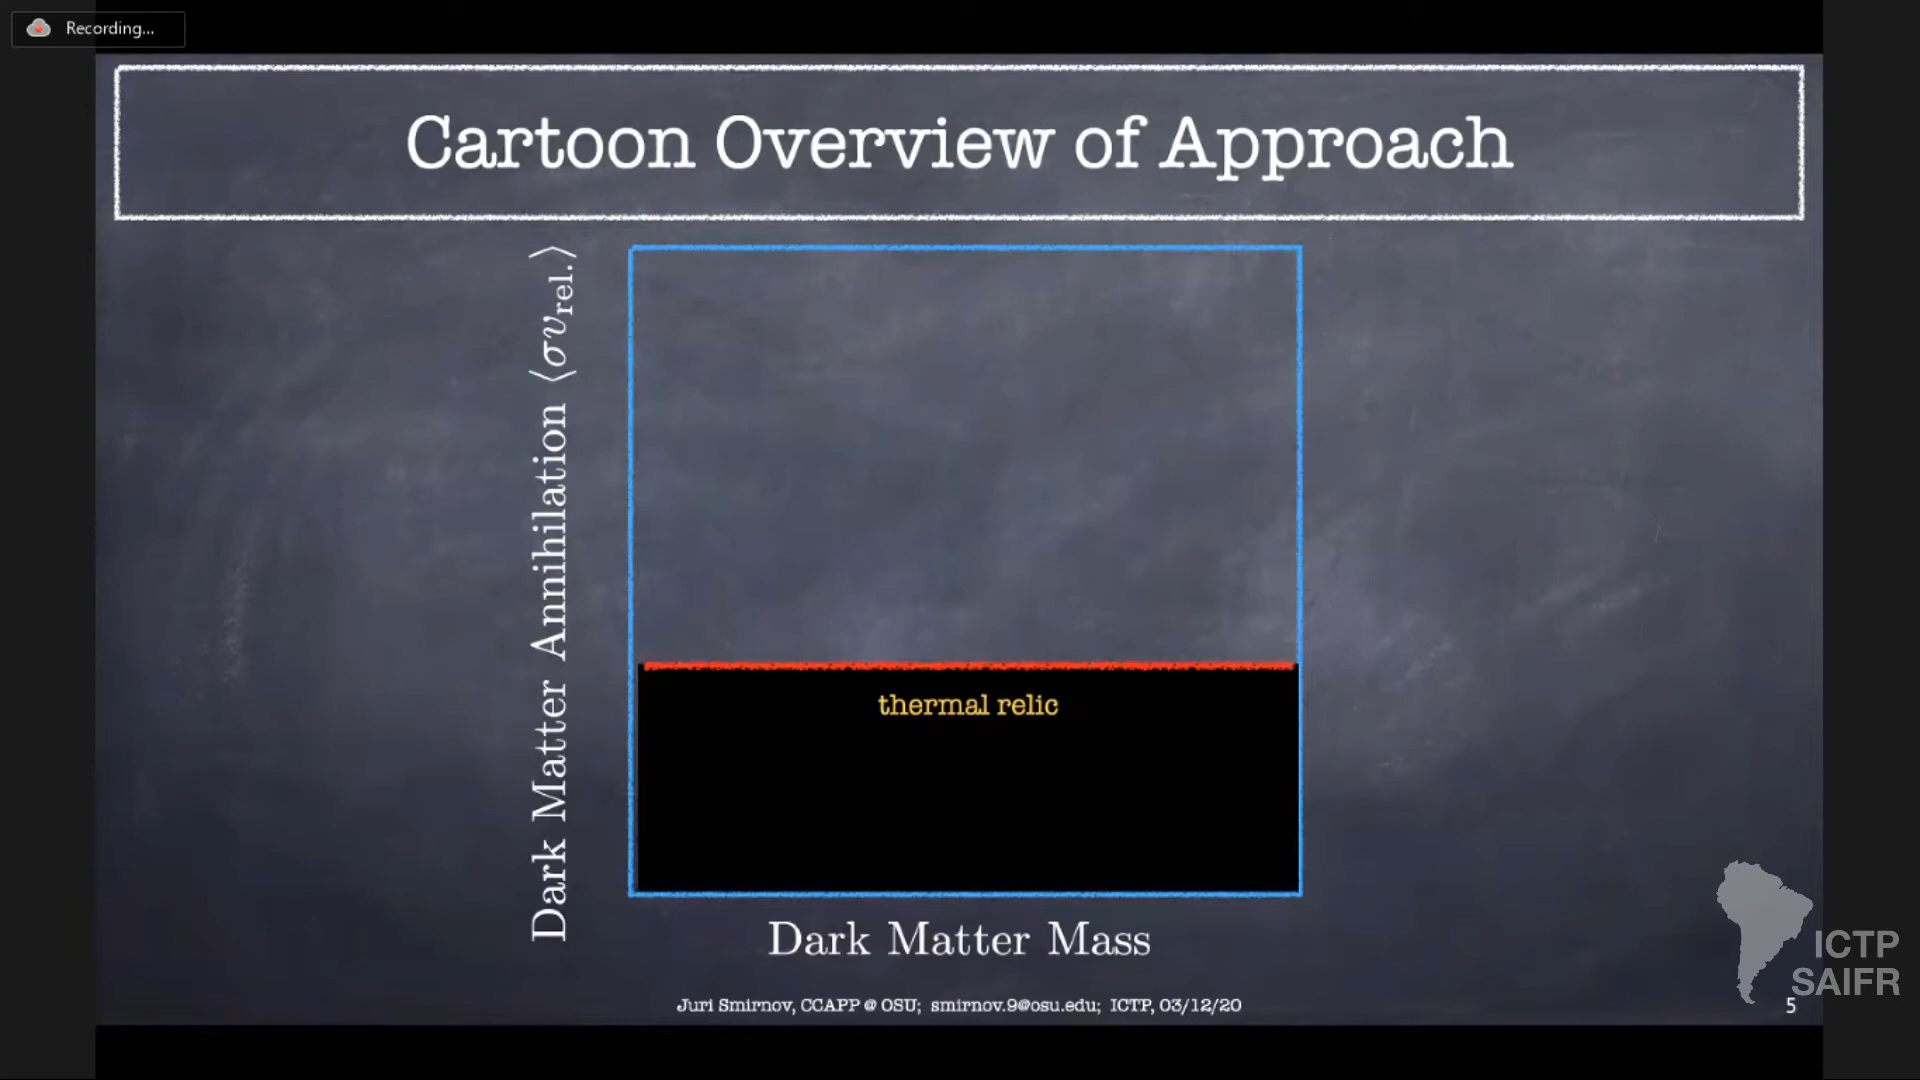 Recording...
Cartoon Overview of Approach
Dark Matter Annihilation ⟨σv_rel.⟩
thermal relic
Dark Matter Mass
Juri Smirnov, CCAPP @ OSU; smirnov.9@osu.edu; ICTP, 03/12/20
5
ICTP
SAIFR